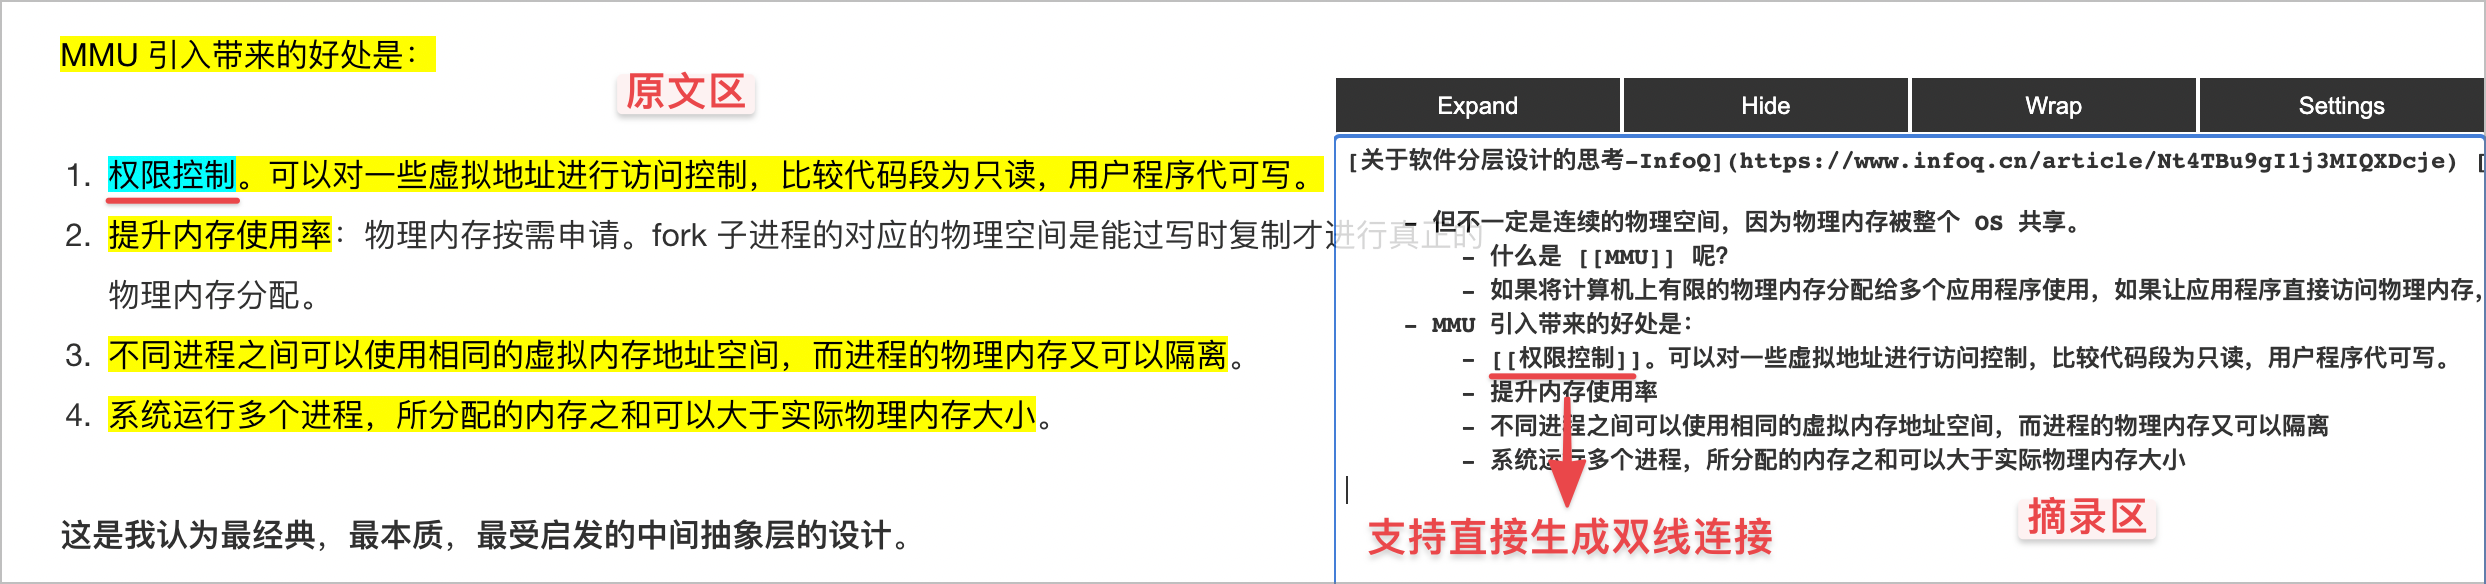 MMU 引入带来的好处是：
原文区
1. 权限控制。可以对一些虚拟地址进行访问控制，比较代码段为只读，用户程序代可写。
2. 提升内存使用率：物理内存按需申请。fork 子进程的对应的物理空间是能过写时复制才进行真正的
物理内存分配。
3. 不同进程之间可以使用相同的虚拟内存地址空间，而进程的物理内存又可以隔离。
4. 系统运行多个进程，所分配的内存之和可以大于实际物理内存大小。
这是我认为最经典，最本质，最受启发的中间抽象层的设计。
Expand Hide Wrap Settings
[关于软件分层设计的思考-InfoQ](https://www.infoq.cn/article/Nt4TBu9gI1j3MIQXDcje) [
- 但不一定是连续的物理空间，因为物理内存被整个 OS 共享。
- 什么是 [[MMU]] 呢？
- 如果将计算机上有限的物理内存分配给多个应用程序使用，如果让应用程序直接访问物理内存，
- MMU 引入带来的好处是：
- [[权限控制]]。可以对一些虚拟地址进行访问控制，比较代码段为只读，用户程序代可写。
- 提升内存使用率
- 不同进程之间可以使用相同的虚拟内存地址空间，而进程的物理内存又可以隔离
- 系统运行多个进程，所分配的内存之和可以大于实际物理内存大小
摘录区
支持直接生成双线连接